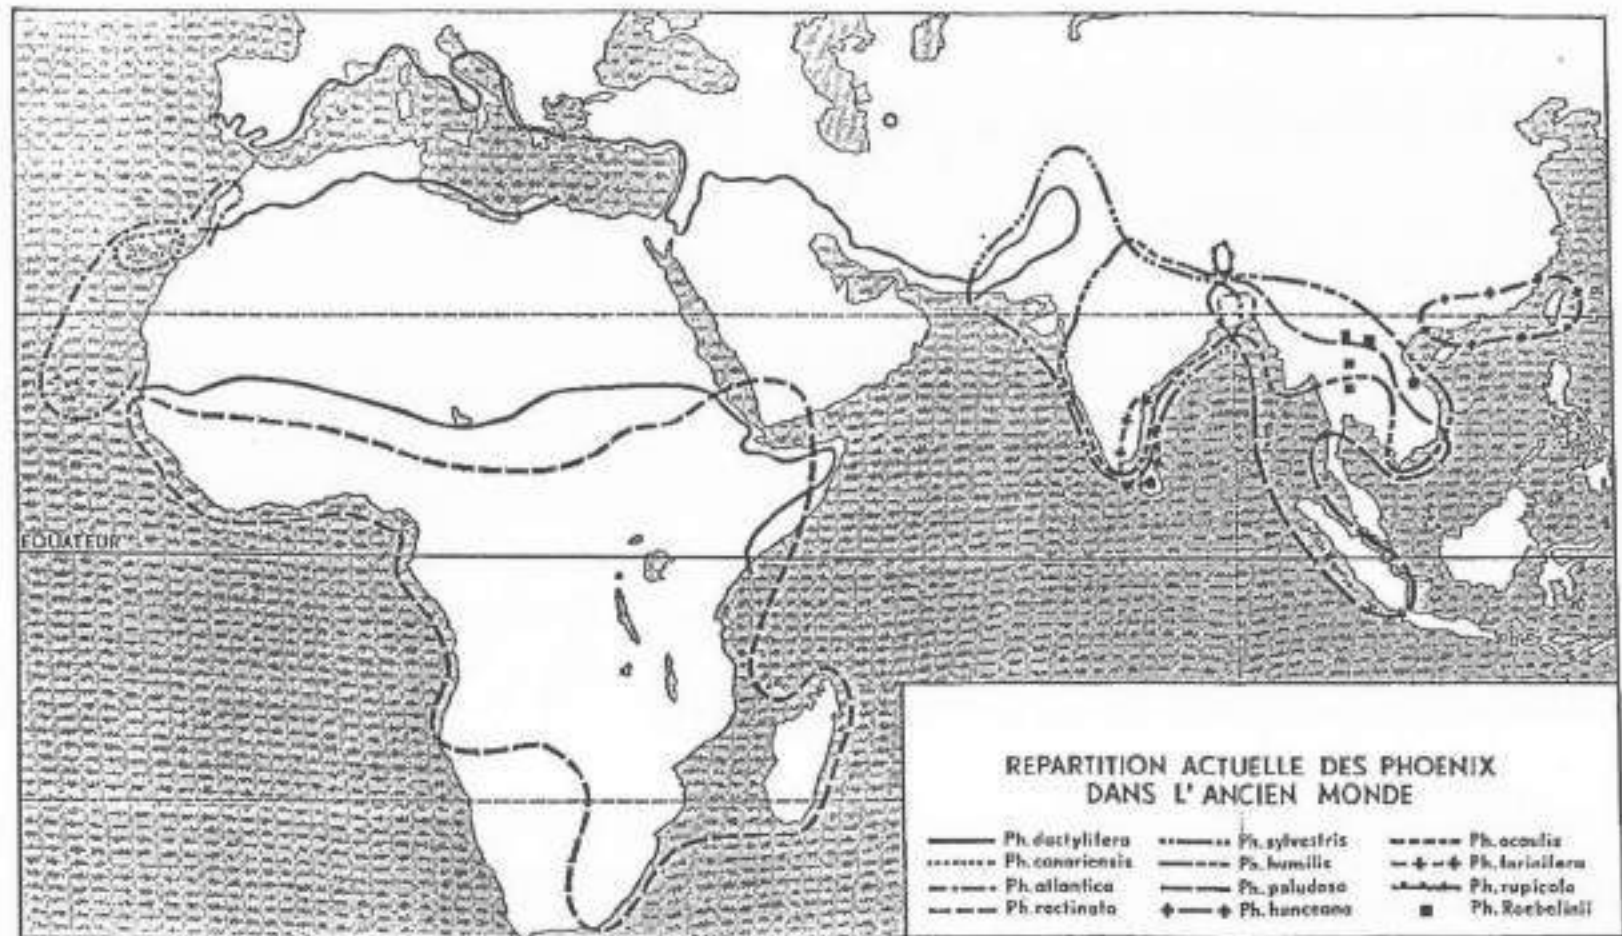 EQUATEUR
REPARTITION ACTUELLE DES PHOENIX
DANS L'ANCIEN MONDE
Ph. dactylifera
Ph. canariensis
Ph. atlantica
Ph. reclinata
Ph. sylvestris
Ph. humilis
Ph. paludosa
Ph. hanceana
Ph. acaulis
Ph. farinifera
Ph. rupicola
Ph. Roebelinii